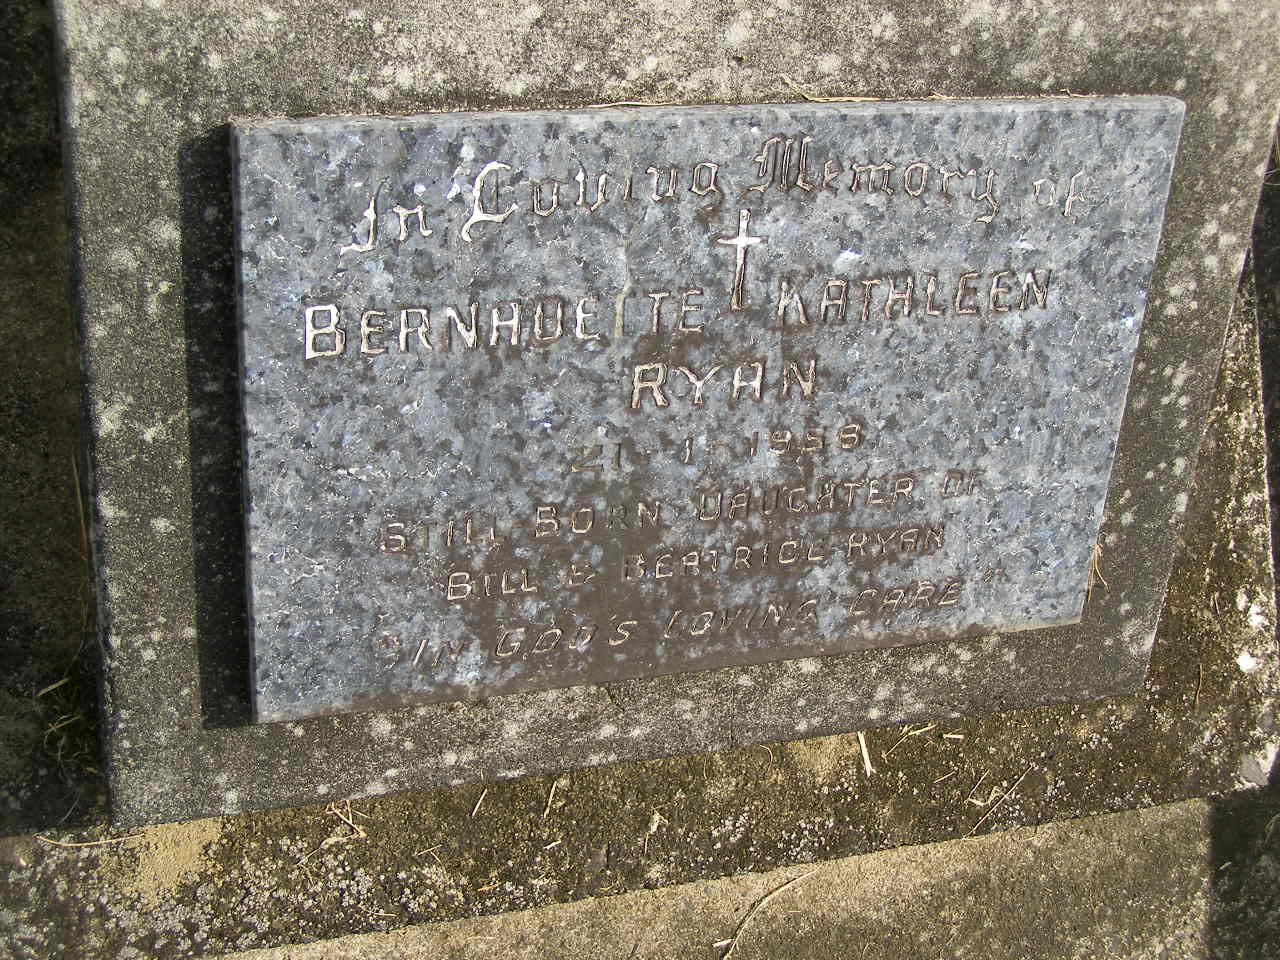 In Loving Memory of
BERNADETTE KATHLEEN
RYAN
21-1-1958
STILL BORN DAUGHTER OF
BILL & BEATRICE RYAN
"IN GOD'S LOVING CARE"